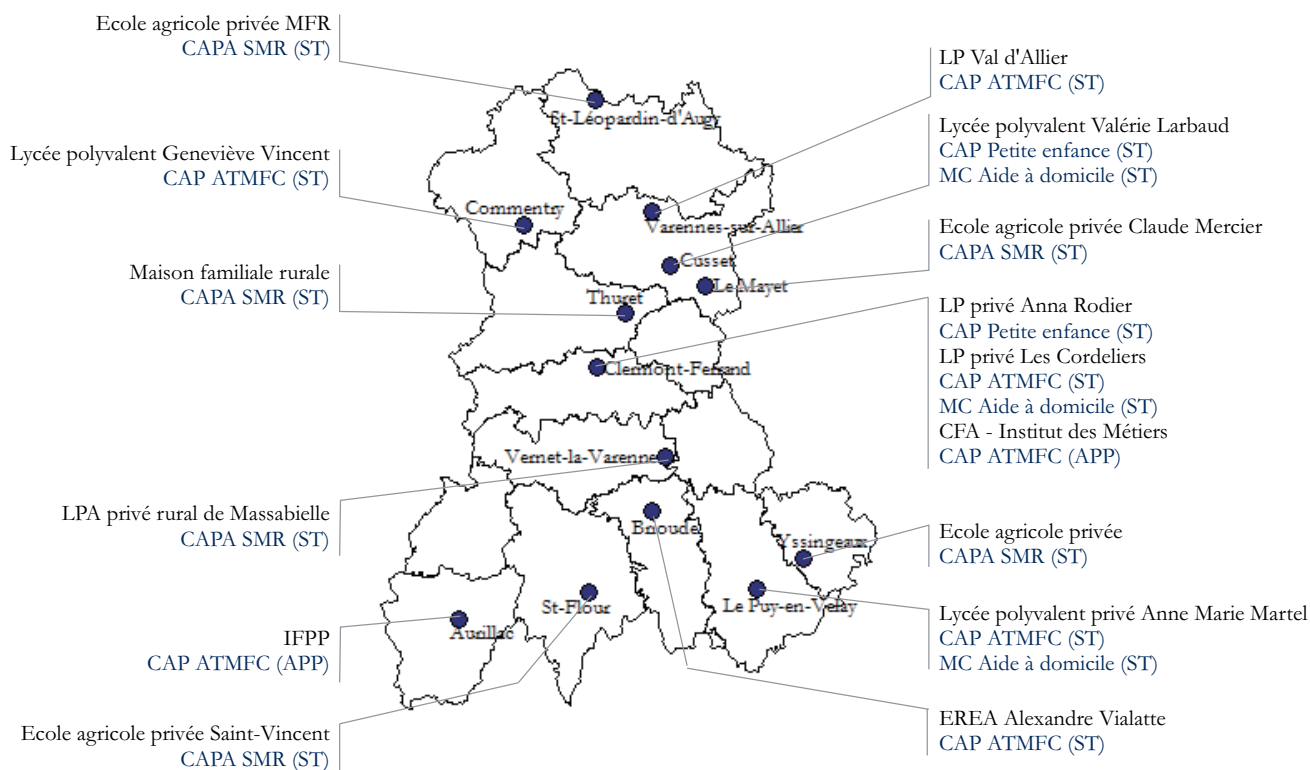 Ecole agricole privée MFR
CAPA SMR (ST)
Lycée polyvalent Geneviève Vincent
CAP ATMFC (ST)
Maison familiale rurale
CAPA SMR (ST)
LPA privé rural de Massabielle
CAPA SMR (ST)
IFPP
CAP ATMFC (APP)
Ecole agricole privée Saint-Vincent
CAPA SMR (ST)
St-Léopardin-d'Augy
Commentry
Varennes-sur-Allier
Cusset
Le Mayet
Thuret
Clermont-Ferrand
Vernet-la-Varenne
Brioude
Yssingeaux
St-Flour
Le Puy-en-Velay
Aurillac
LP Val d'Allier
CAP ATMFC (ST)
Lycée polyvalent Valérie Larbaud
CAP Petite enfance (ST)
MC Aide à domicile (ST)
Ecole agricole privée Claude Mercier
CAPA SMR (ST)
LP privé Anna Rodier
CAP Petite enfance (ST)
LP privé Les Cordeliers
CAP ATMFC (ST)
MC Aide à domicile (ST)
CFA - Institut des Métiers
CAP ATMFC (APP)
Ecole agricole privée
CAPA SMR (ST)
Lycée polyvalent privé Anne Marie Martel
CAP ATMFC (ST)
MC Aide à domicile (ST)
EREA Alexandre Vialatte
CAP ATMFC (ST)